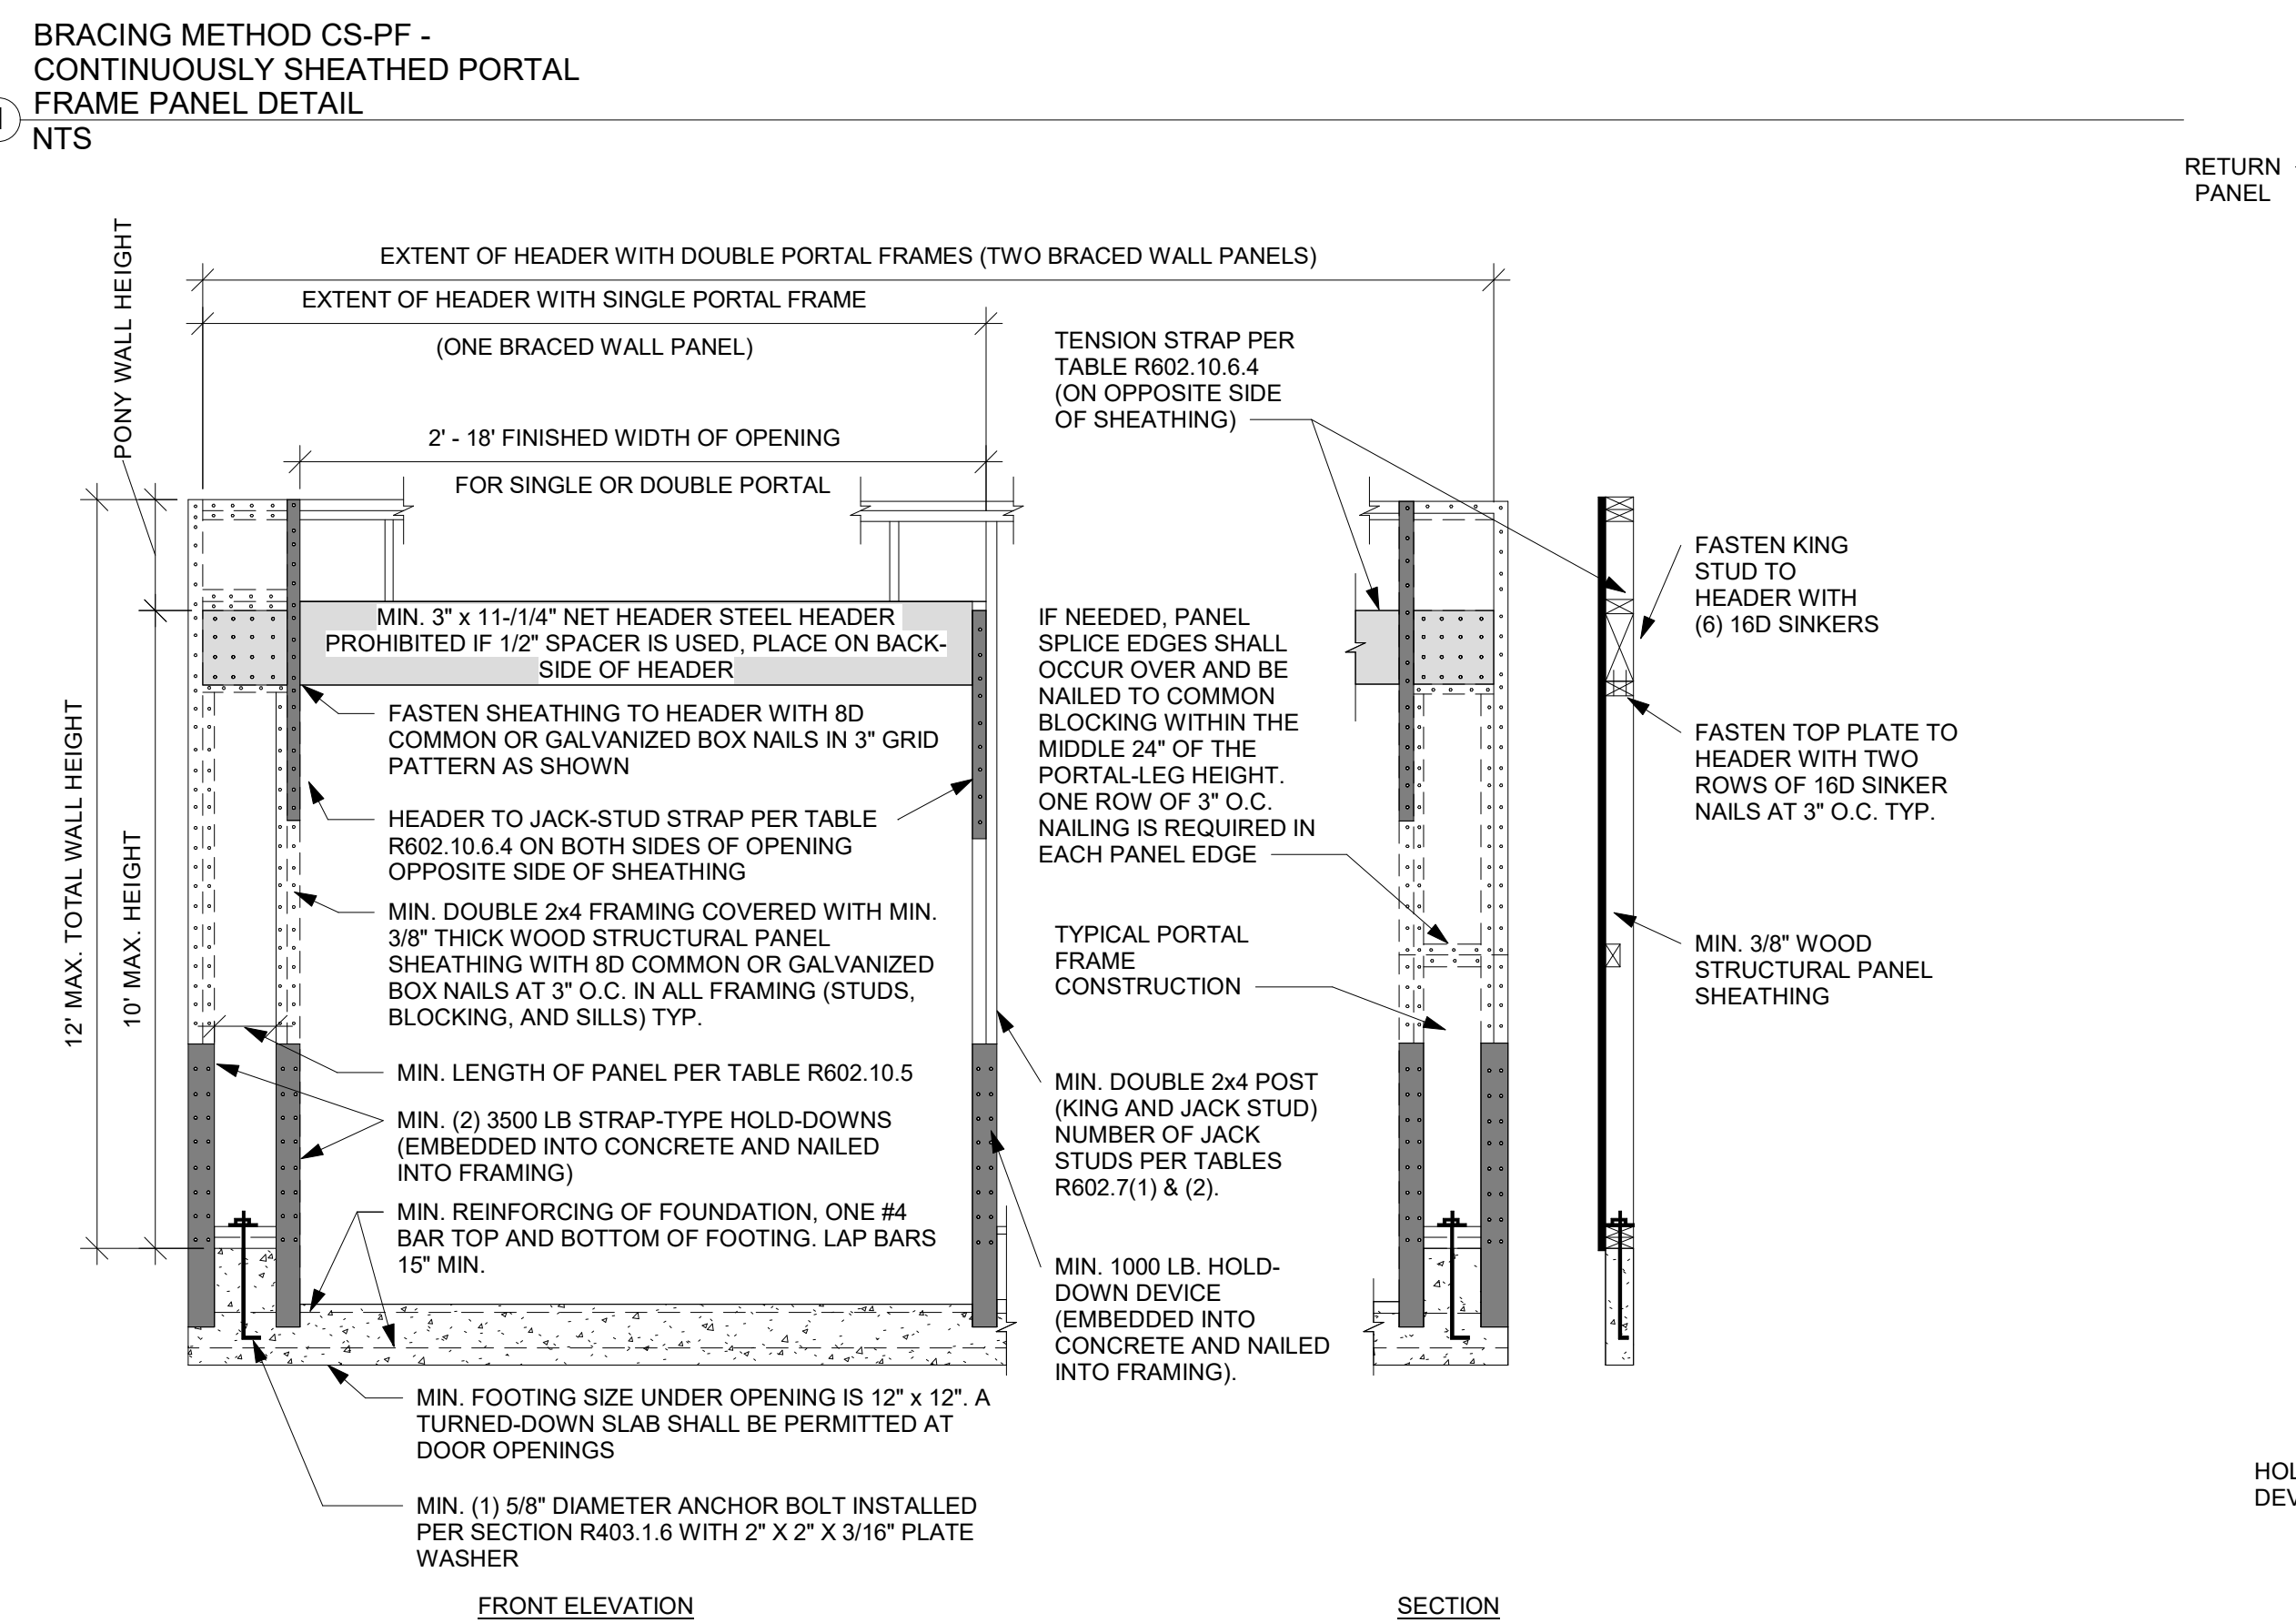 BRACING METHOD CS-PF -
CONTINUOUSLY SHEATHED PORTAL
FRAME PANEL DETAIL
NTS
RETURN
PANEL
PONY WALL HEIGHT
EXTENT OF HEADER WITH DOUBLE PORTAL FRAMES (TWO BRACED WALL PANELS)
EXTENT OF HEADER WITH SINGLE PORTAL FRAME
(ONE BRACED WALL PANEL)
2' - 18' FINISHED WIDTH OF OPENING
FOR SINGLE OR DOUBLE PORTAL
12' MAX. TOTAL WALL HEIGHT
10' MAX. HEIGHT
MIN. 3" x 11-/1/4" NET HEADER STEEL HEADER
PROHIBITED IF 1/2" SPACER IS USED, PLACE ON BACK-
SIDE OF HEADER
FASTEN SHEATHING TO HEADER WITH 8D
COMMON OR GALVANIZED BOX NAILS IN 3" GRID
PATTERN AS SHOWN
HEADER TO JACK-STUD STRAP PER TABLE
R602.10.6.4 ON BOTH SIDES OF OPENING
OPPOSITE SIDE OF SHEATHING
MIN. DOUBLE 2x4 FRAMING COVERED WITH MIN.
3/8" THICK WOOD STRUCTURAL PANEL
SHEATHING WITH 8D COMMON OR GALVANIZED
BOX NAILS AT 3" O.C. IN ALL FRAMING (STUDS,
BLOCKING, AND SILLS) TYP.
MIN. LENGTH OF PANEL PER TABLE R602.10.5
MIN. (2) 3500 LB STRAP-TYPE HOLD-DOWNS
(EMBEDDED INTO CONCRETE AND NAILED
INTO FRAMING)
MIN. REINFORCING OF FOUNDATION, ONE #4
BAR TOP AND BOTTOM OF FOOTING. LAP BARS
15" MIN.
MIN. FOOTING SIZE UNDER OPENING IS 12" x 12". A
TURNED-DOWN SLAB SHALL BE PERMITTED AT
DOOR OPENINGS
MIN. (1) 5/8" DIAMETER ANCHOR BOLT INSTALLED
PER SECTION R403.1.6 WITH 2" X 2" X 3/16" PLATE
WASHER
FRONT ELEVATION
TENSION STRAP PER
TABLE R602.10.6.4
(ON OPPOSITE SIDE
OF SHEATHING)
IF NEEDED, PANEL
SPLICE EDGES SHALL
OCCUR OVER AND BE
NAILED TO COMMON
BLOCKING WITHIN THE
MIDDLE 24" OF THE
PORTAL-LEG HEIGHT.
ONE ROW OF 3" O.C.
NAILING IS REQUIRED IN
EACH PANEL EDGE
TYPICAL PORTAL
FRAME
CONSTRUCTION
MIN. DOUBLE 2x4 POST
(KING AND JACK STUD)
NUMBER OF JACK
STUDS PER TABLES
R602.7(1) & (2).
MIN. 1000 LB. HOLD-
DOWN DEVICE
(EMBEDDED INTO
CONCRETE AND NAILED
INTO FRAMING).
FASTEN KING
STUD TO
HEADER WITH
(6) 16D SINKERS
FASTEN TOP PLATE TO
HEADER WITH TWO
ROWS OF 16D SINKER
NAILS AT 3" O.C. TYP.
MIN. 3/8" WOOD
STRUCTURAL PANEL
SHEATHING
SECTION